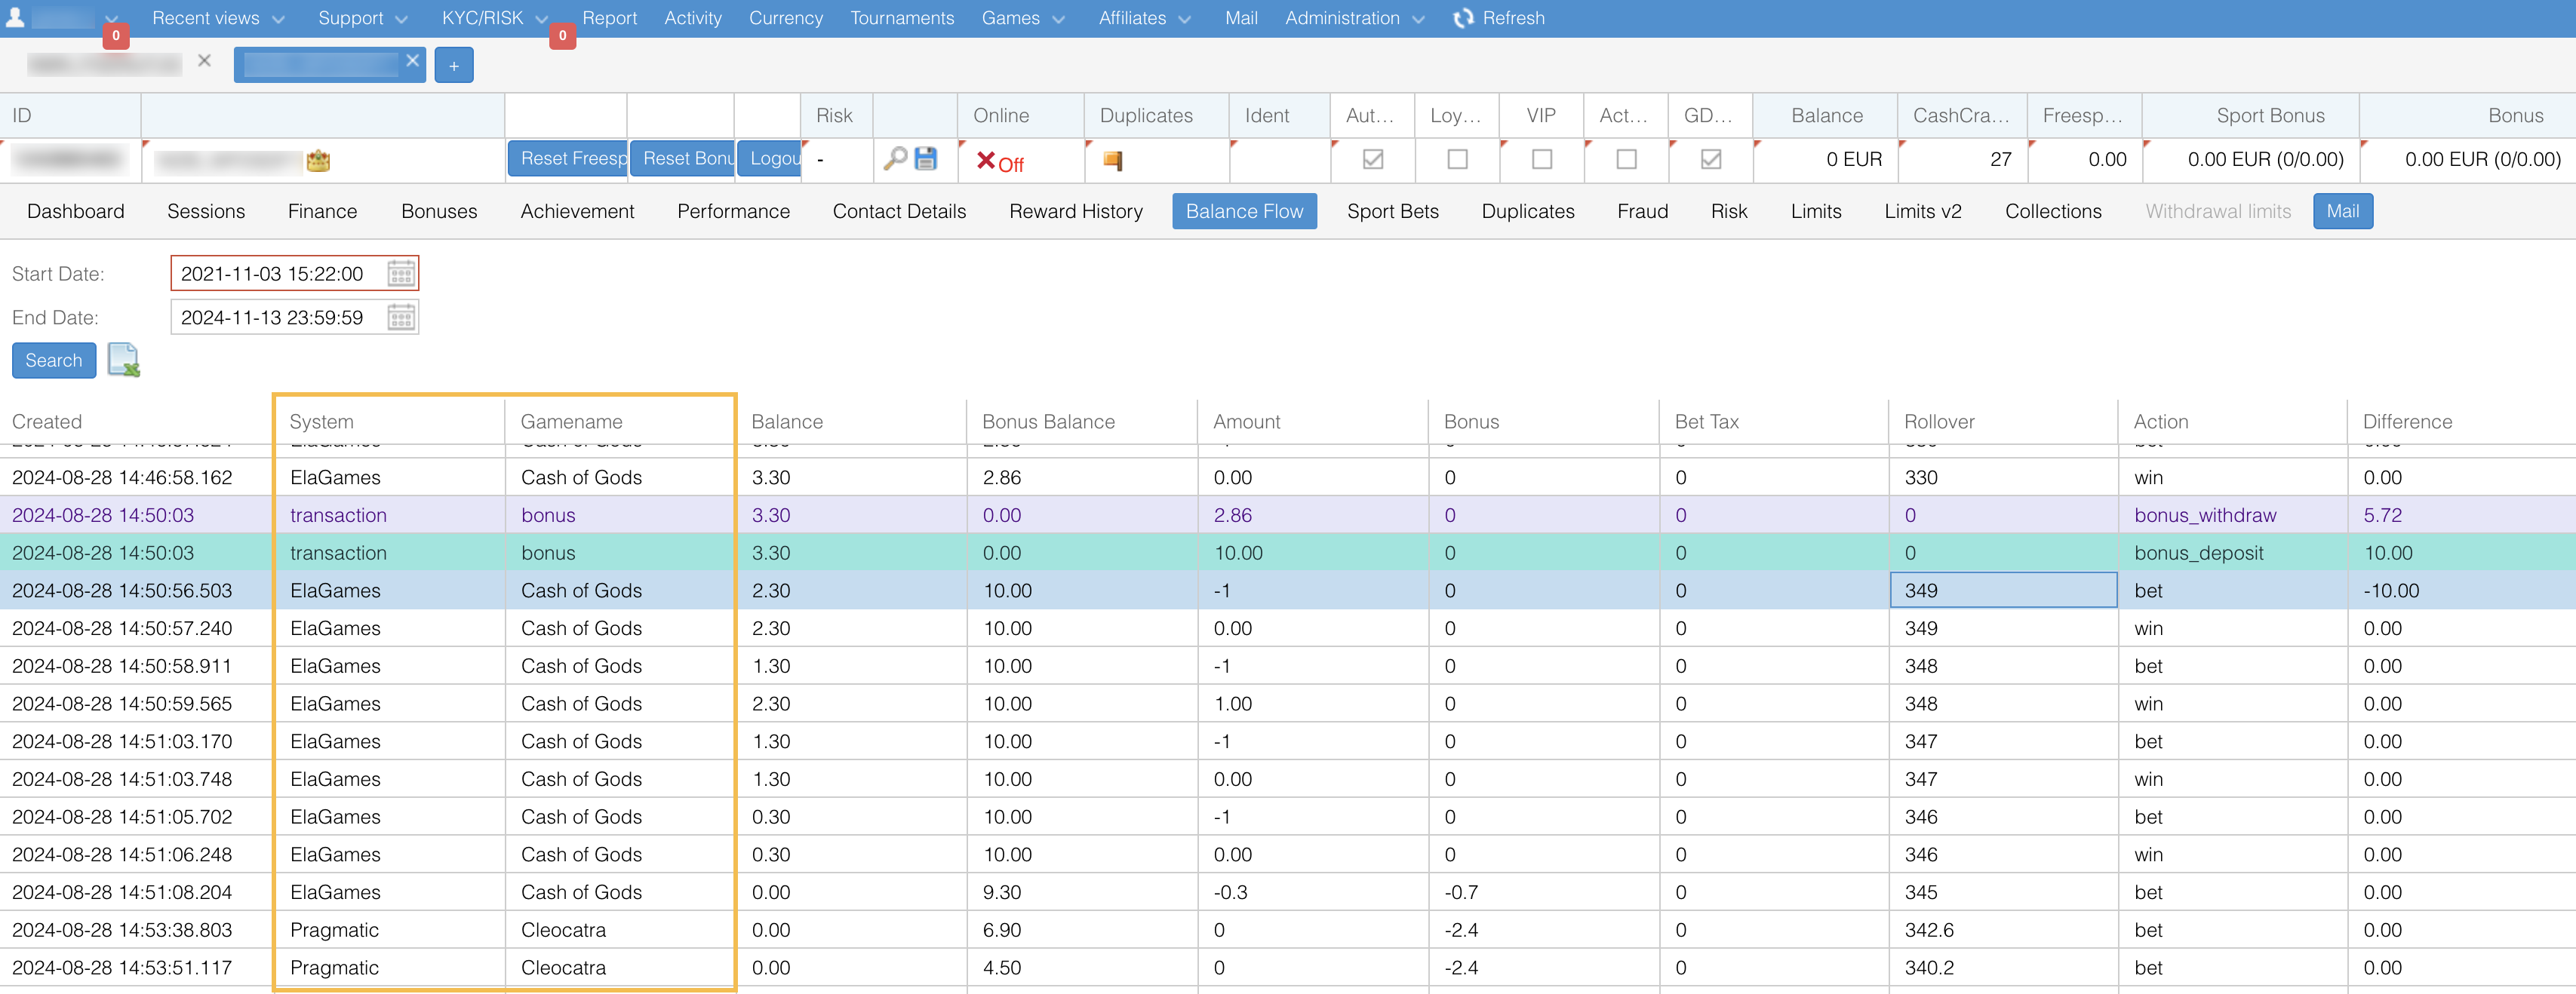 Recent views Support KYC/RISK Report Activity Currency Tournaments Games Affiliates Mail Administration Refresh
0 0
+
ID Risk Online Duplicates Ident Aut... Loy... VIP Act... GD... Balance CashCra... Freesp... Sport Bonus Bonus
Reset Freesp Reset Bonu Logou - Off 0 EUR 27 0.00 0.00 EUR (0/0.00) 0.00 EUR (0/0.00)
Dashboard Sessions Finance Bonuses Achievement Performance Contact Details Reward History Balance Flow Sport Bets Duplicates Fraud Risk Limits Limits v2 Collections Withdrawal limits Mail
Start Date: 2021-11-03 15:22:00
End Date: 2024-11-13 23:59:59
Search
Created System Gamename Balance Bonus Balance Amount Bonus Bet Tax Rollover Action Difference
2024-08-28 14:46:58.162 ElaGames Cash of Gods 3.30 2.86 0.00 0 0 330 win 0.00
2024-08-28 14:50:03 transaction bonus 3.30 0.00 2.86 0 0 0 bonus_withdraw 5.72
2024-08-28 14:50:03 transaction bonus 3.30 0.00 10.00 0 0 0 bonus_deposit 10.00
2024-08-28 14:50:56.503 ElaGames Cash of Gods 2.30 10.00 -1 0 0 349 bet -10.00
2024-08-28 14:50:57.240 ElaGames Cash of Gods 2.30 10.00 0.00 0 0 349 win 0.00
2024-08-28 14:50:58.911 ElaGames Cash of Gods 1.30 10.00 -1 0 0 348 bet 0.00
2024-08-28 14:50:59.565 ElaGames Cash of Gods 2.30 10.00 1.00 0 0 348 win 0.00
2024-08-28 14:51:03.170 ElaGames Cash of Gods 1.30 10.00 -1 0 0 347 bet 0.00
2024-08-28 14:51:03.748 ElaGames Cash of Gods 1.30 10.00 0.00 0 0 347 win 0.00
2024-08-28 14:51:05.702 ElaGames Cash of Gods 0.30 10.00 -1 0 0 346 bet 0.00
2024-08-28 14:51:06.248 ElaGames Cash of Gods 0.30 10.00 0.00 0 0 346 win 0.00
2024-08-28 14:51:08.204 ElaGames Cash of Gods 0.00 9.30 -0.3 -0.7 0 345 bet 0.00
2024-08-28 14:53:38.803 Pragmatic Cleocatra 0.00 6.90 0 -2.4 0 342.6 bet 0.00
2024-08-28 14:53:51.117 Pragmatic Cleocatra 0.00 4.50 0 -2.4 0 340.2 bet 0.00